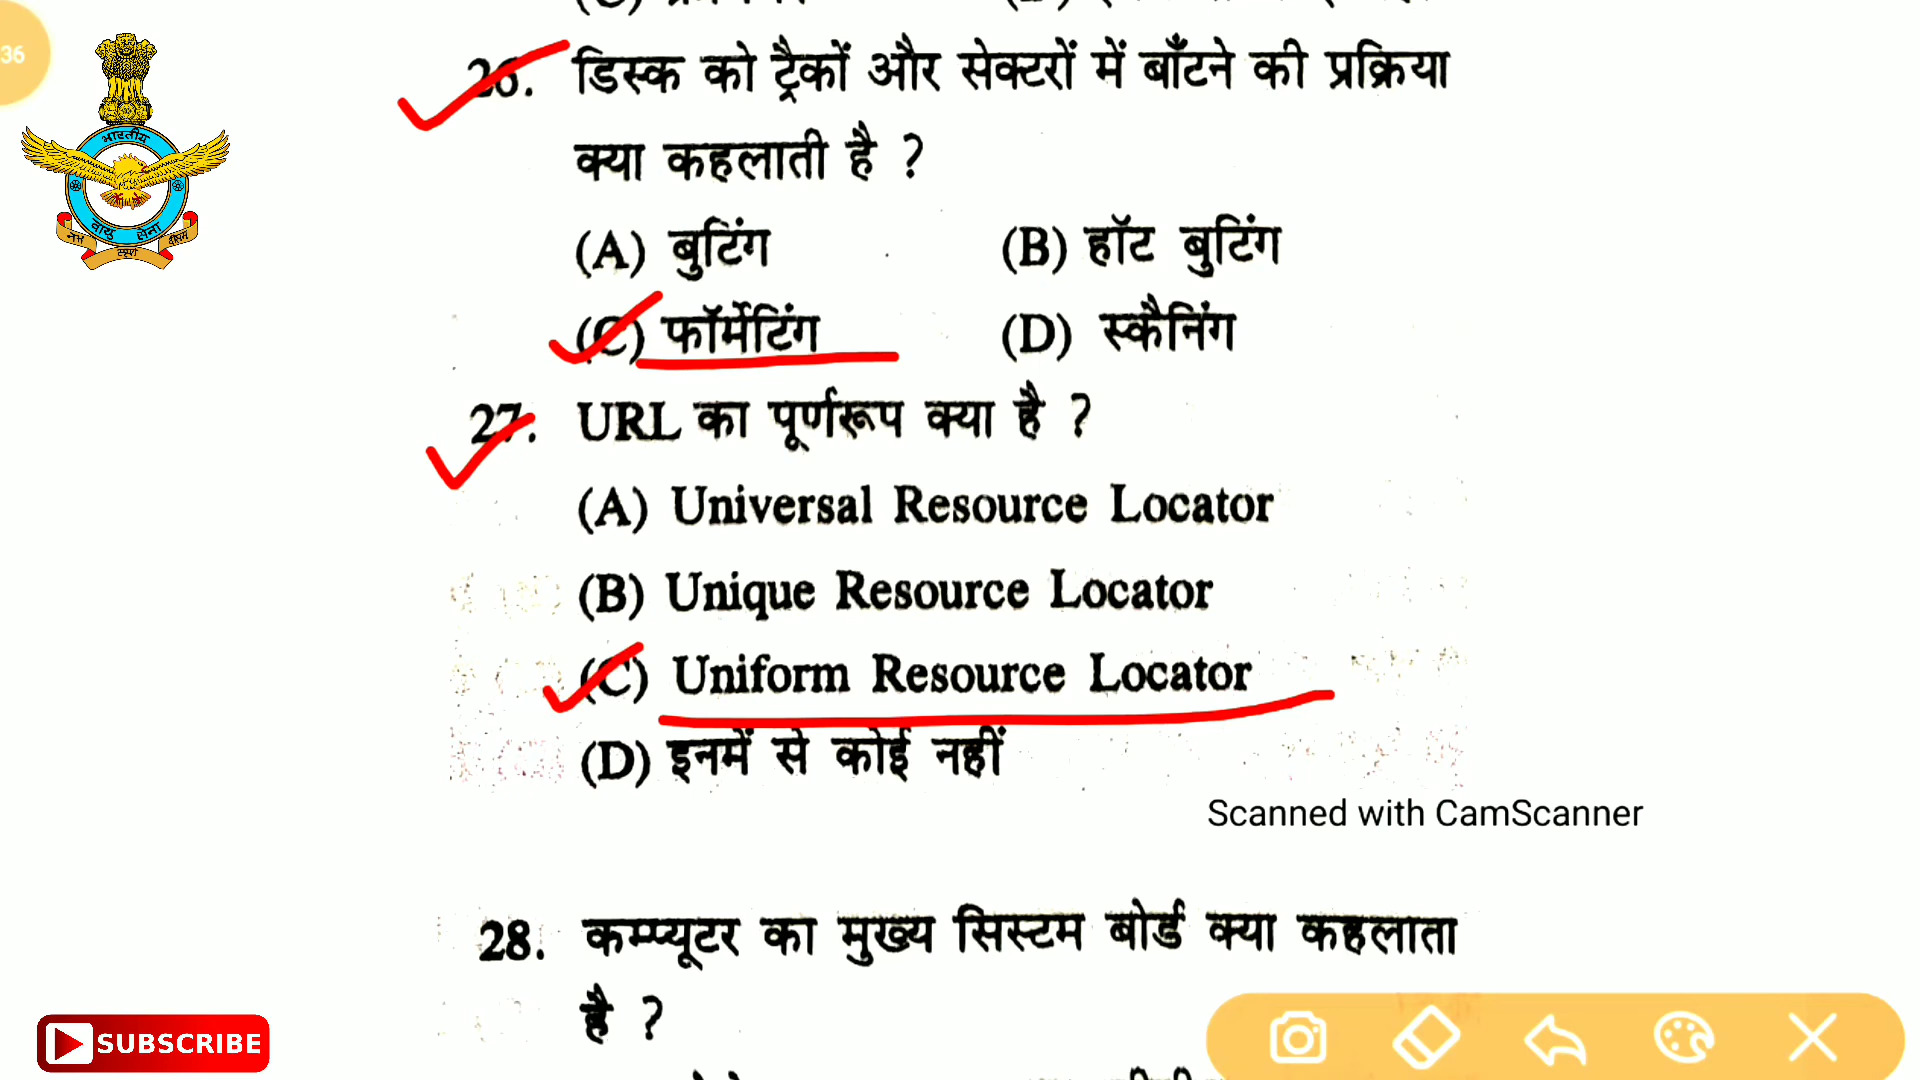 36
26. डिस्क को ट्रैकों और सेक्टरों में बाँटने की प्रक्रिया
क्या कहलाती है ?
(A) बुटिंग (B) हॉट बुटिंग
(C) फॉर्मेटिंग (D) स्कैनिंग
27. URL का पूर्णरूप क्या है ?
(A) Universal Resource Locator
(B) Unique Resource Locator
(C) Uniform Resource Locator
(D) इनमें से कोई नहीं
Scanned with CamScanner
28. कम्प्यूटर का मुख्य सिस्टम बोर्ड क्या कहलाता
है ?
भारतीय
वायु सेना
SUBSCRIBE